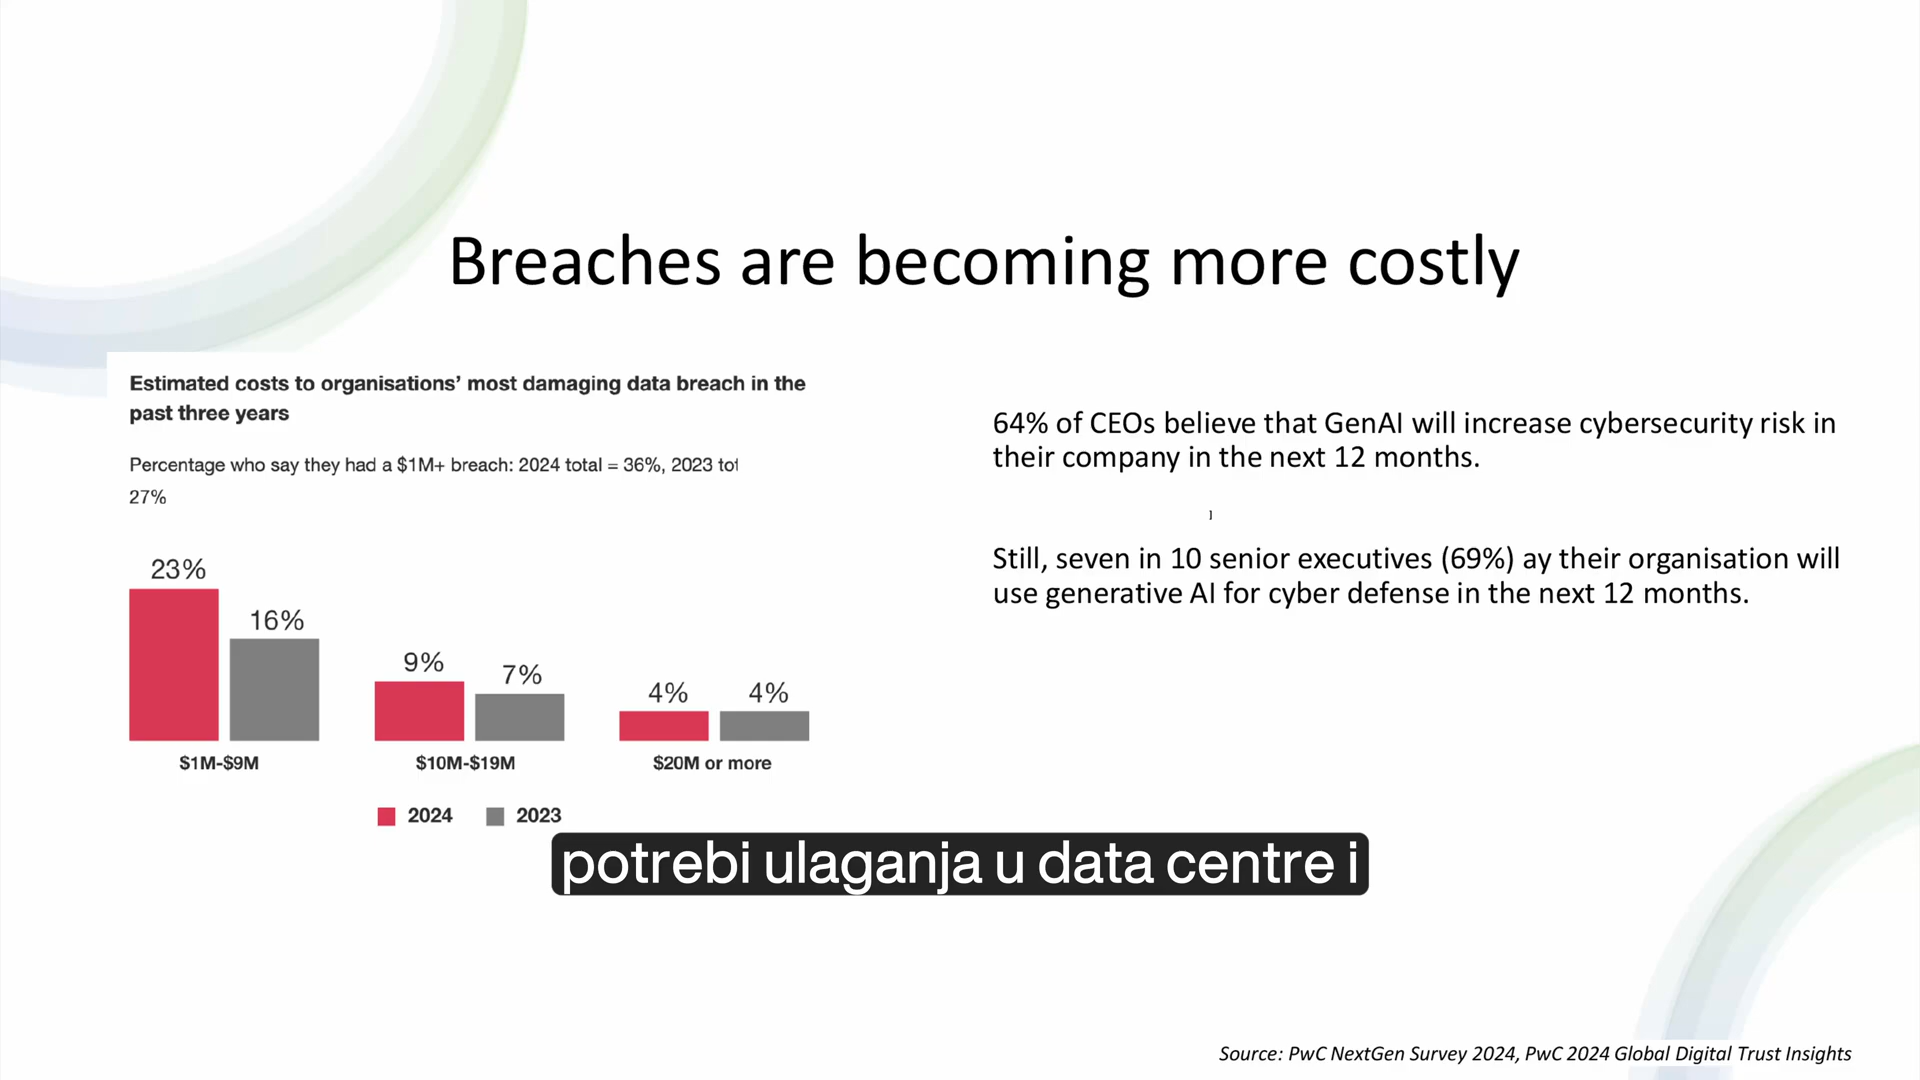 Breaches are becoming more costly
Estimated costs to organisations’ most damaging data breach in the
past three years
Percentage who say they had a $1M+ breach: 2024 total = 36%, 2023 tot
27%
23%
16%
9%
7%
4%
4%
$1M-$9M
$10M-$19M
$20M or more
2024
2023
64% of CEOs believe that GenAI will increase cybersecurity risk in
their company in the next 12 months.
Still, seven in 10 senior executives (69%) ay their organisation will
use generative AI for cyber defense in the next 12 months.
potrebi ulaganja u data centre i
Source: PwC NextGen Survey 2024, PwC 2024 Global Digital Trust Insights